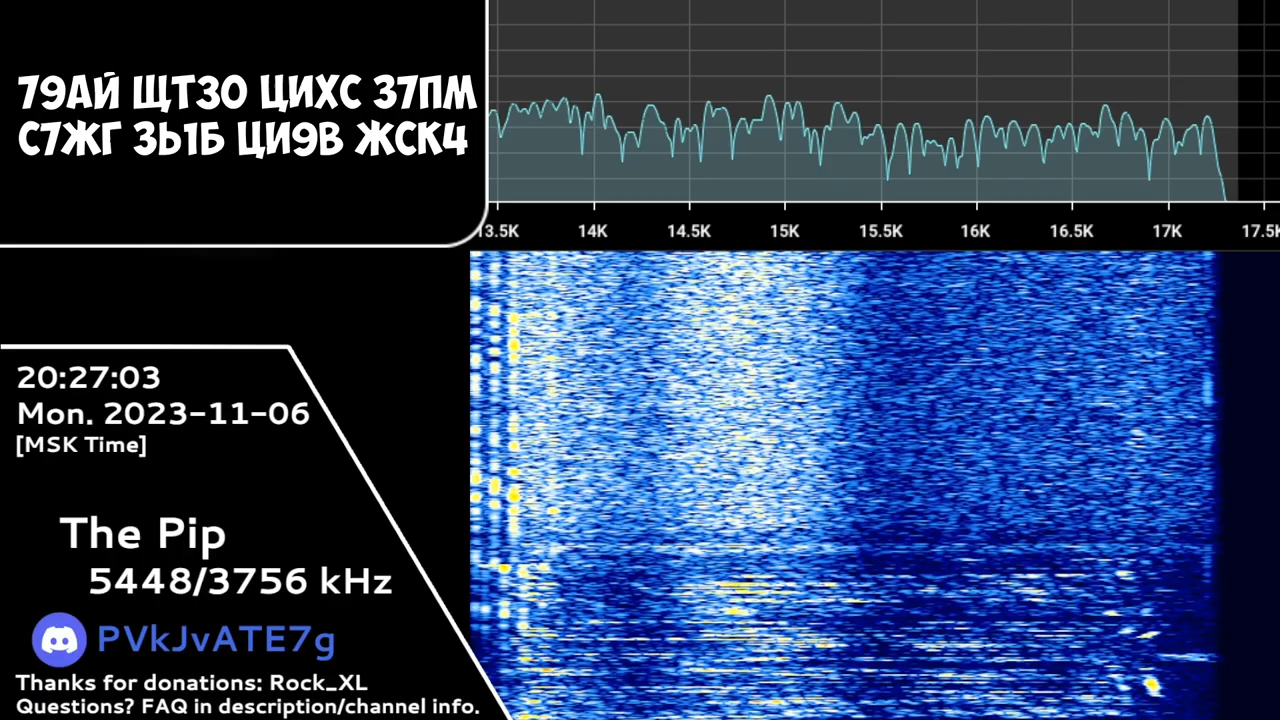 79АЙ ЩТ30 ЦИХС 37ПМ
С7ЖГ 3Ь1Б ЦИ9В ЖСК4
13.5K 14K 14.5K 15K 15.5K 16K 16.5K 17K 17.5K
20:27:03
Mon. 2023-11-06
[MSK Time]
The Pip
5448/3756 kHz
PVkJvATE7g
Thanks for donations: Rock_XL
Questions? FAQ in description/channel info.